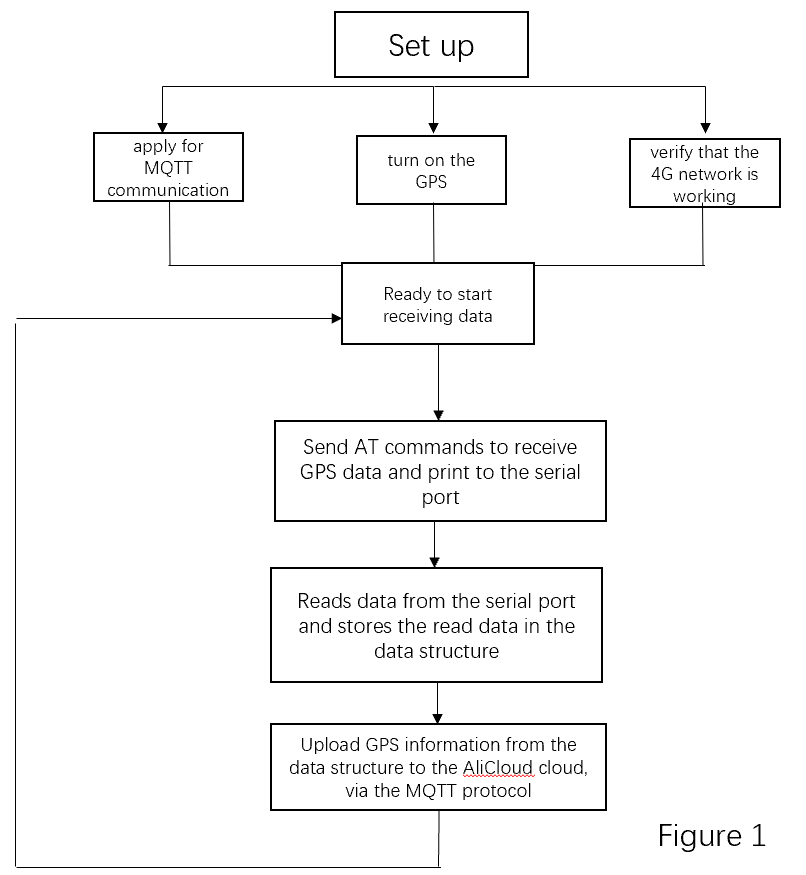 Set up
apply for
MQTT
communication
turn on the
GPS
verify that the
4G network is
working
Ready to start
receiving data
Send AT commands to receive
GPS data and print to the serial
port
Reads data from the serial port
and stores the read data in the
data structure
Upload GPS information from the
data structure to the AliCloud cloud,
via the MQTT protocol
Figure 1